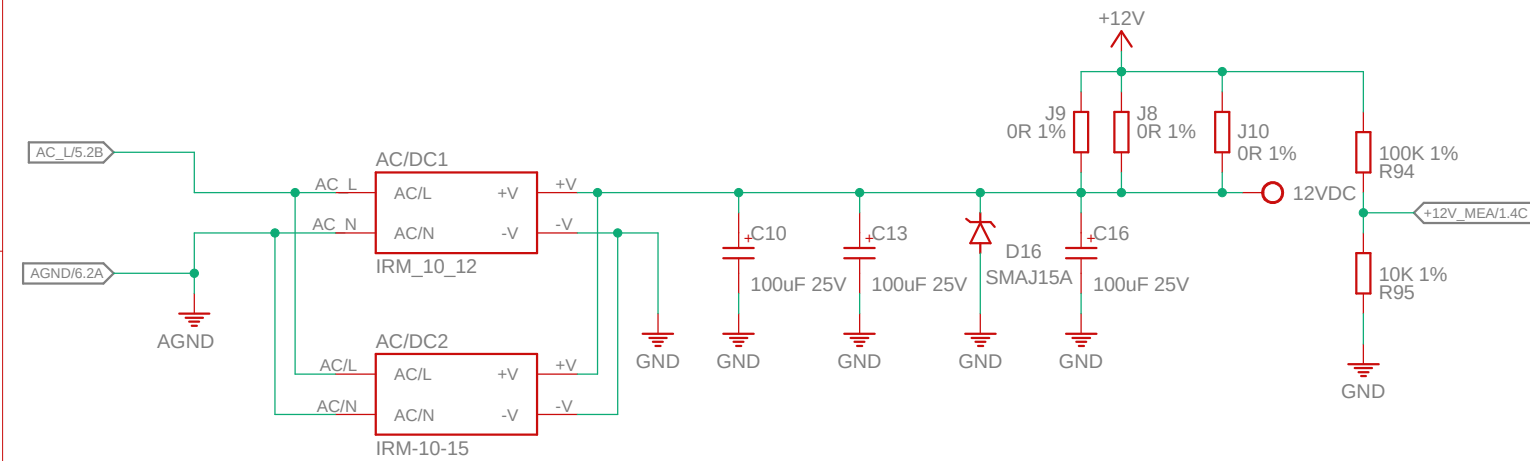 +12V
J9
0R 1%
J8
0R 1%
J10
0R 1%
AC_L/5.2B
AC/DC1
AC_L
AC/L
+V
+V
100K 1%
R94
12VDC
+12V_MEA/1.4C
AC_N
AC/N
-V
-V
IRM_10_12
AGND/6.2A
AGND
+C10
100uF 25V
+C13
100uF 25V
D16
SMAJ15A
+C16
100uF 25V
10K 1%
R95
AC/DC2
GND
GND
GND
GND
GND
GND
AC/L
AC/L
+V
+V
AC/N
AC/N
-V
-V
IRM-10-15